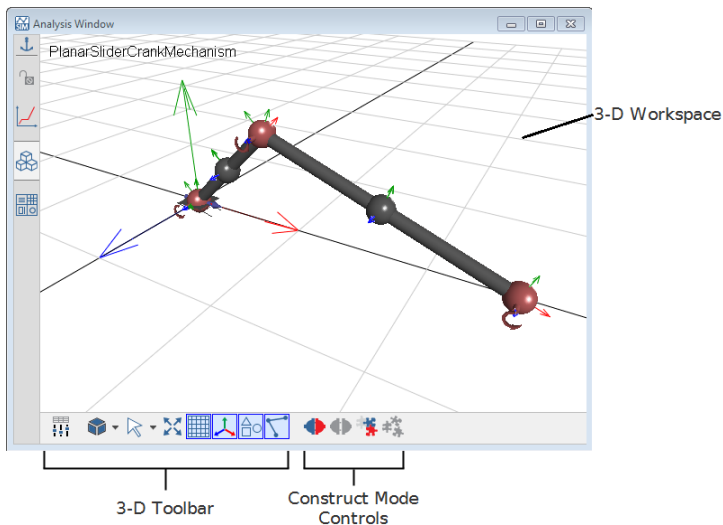 Analysis Window
PlanarSliderCrankMechanism
3-D Workspace
3-D Toolbar
Construct Mode
Controls